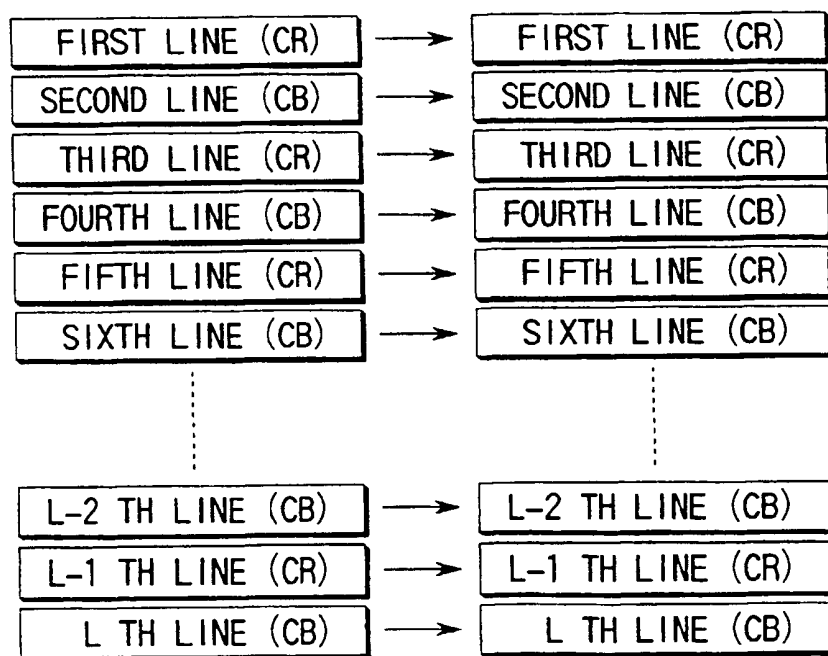 FIRST LINE (CR) FIRST LINE (CR)
SECOND LINE (CB) SECOND LINE (CB)
THIRD LINE (CR) THIRD LINE (CR)
FOURTH LINE (CB) FOURTH LINE (CB)
FIFTH LINE (CR) FIFTH LINE (CR)
SIXTH LINE (CB) SIXTH LINE (CB)
L-2 TH LINE (CB) L-2 TH LINE (CB)
L-1 TH LINE (CR) L-1 TH LINE (CR)
L TH LINE (CB) L TH LINE (CB)